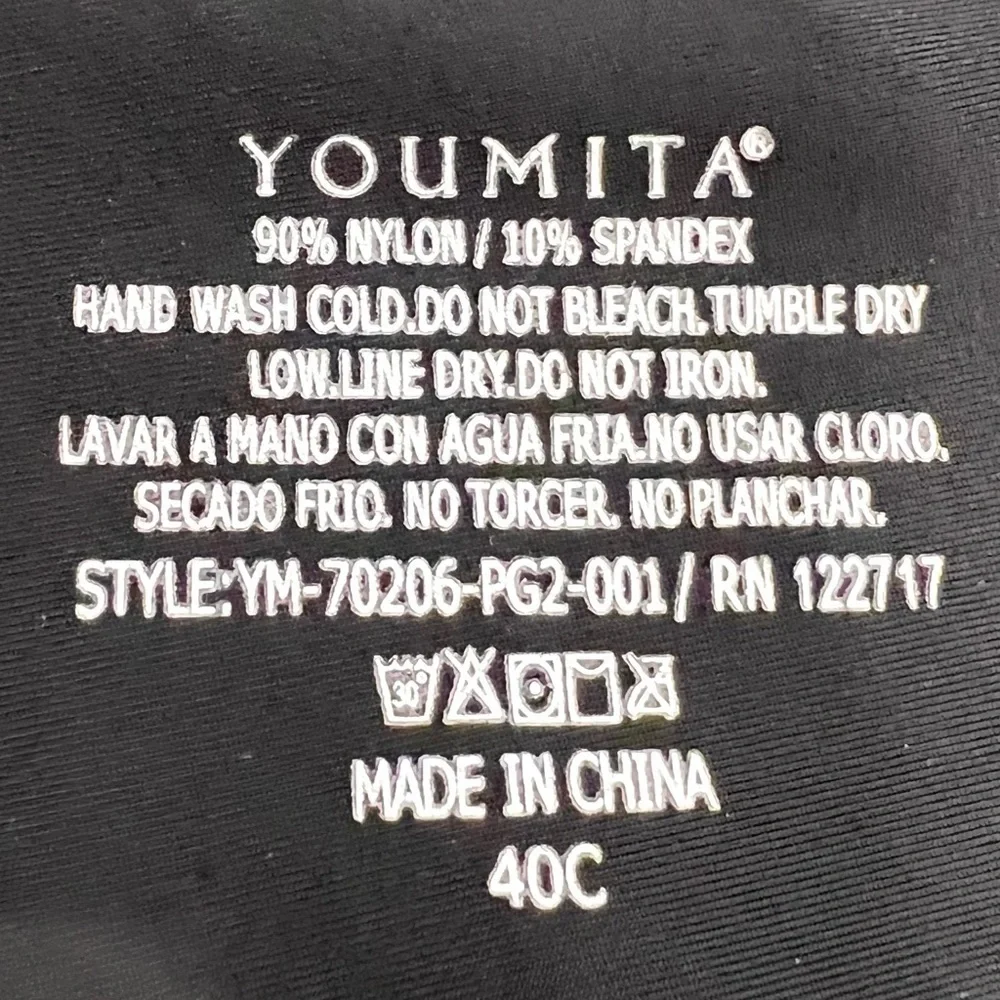 YOUMITA®
90% NYLON / 10% SPANDEX
HAND WASH COLD.DO NOT BLEACH.TUMBLE DRY
LOW.LINE DRY.DO NOT IRON.
LAVAR A MANO CON AGUA FRIA.NO USAR CLORO.
SECADO FRIO. NO TORCER. NO PLANCHAR.
STYLE:YM-70206-PG2-001 / RN 122717
30°
MADE IN CHINA
40C